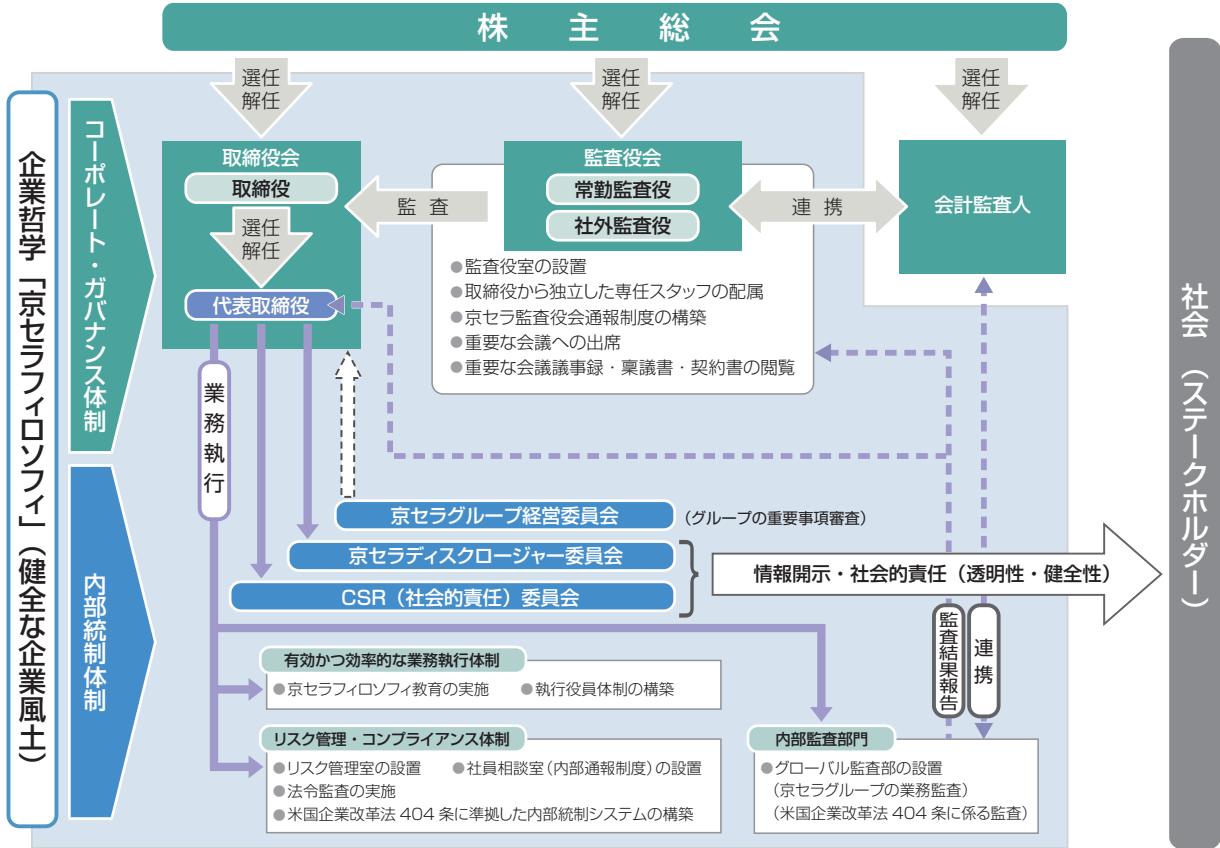 株主総会
選任
解任
選任
解任
選任
解任
企業哲学「京セラフィロソフィ」（健全な企業風土）
コーポレート・ガバナンス体制
内部統制体制
取締役会
取締役
選任
解任
代表取締役
監査
監査役会
常勤監査役
社外監査役
連携
会計監査人
●監査役室の設置
●取締役から独立した専任スタッフの配属
●京セラ監査役会通報制度の構築
●重要な会議への出席
●重要な会議議事録・稟議書・契約書の閲覧
業務執行
京セラグループ経営委員会
（グループの重要事項審査）
京セラディスクロージャー委員会
CSR（社会的責任）委員会
情報開示・社会的責任（透明性・健全性）
社会（ステークホルダー）
監査結果報告
連携
有効かつ効率的な業務執行体制
●京セラフィロソフィ教育の実施 ●執行役員体制の構築
リスク管理・コンプライアンス体制
●リスク管理室の設置 ●社員相談室（内部通報制度）の設置
●法令監査の実施
●米国企業改革法 404 条に準拠した内部統制システムの構築
内部監査部門
●グローバル監査部の設置
（京セラグループの業務監査）
（米国企業改革法 404 条に係る監査）